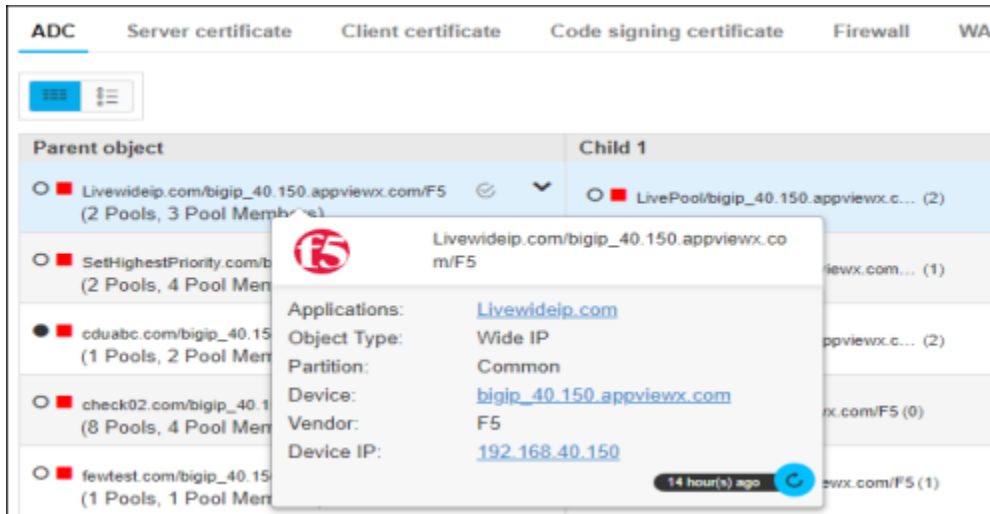 ADC Server certificate Client certificate Code signing certificate Firewall WA
Parent object Child 1
Livewideip.com/bigip_40.150.appviewx.com/F5
(2 Pools, 3 Pool Members)
LivePool/bigip_40.150.appviewx.c... (2)
SetHighestPriority.com/b
(2 Pools, 4 Pool Mem
iewx.com... (1)
cduabc.com/bigip_40.15
(1 Pools, 2 Pool Mem
ppviewx.c... (2)
check02.com/bigip_40.1
(8 Pools, 4 Pool Mem
x.com/F5 (0)
fewtest.com/bigip_40.15
(1 Pools, 1 Pool Mem
ewx.com/F5 (1)
f5
Livewideip.com/bigip_40.150.appviewx.co
m/F5
Applications: Livewideip.com
Object Type: Wide IP
Partition: Common
Device: bigip_40.150.appviewx.com
Vendor: F5
Device IP: 192.168.40.150
14 hour(s) ago